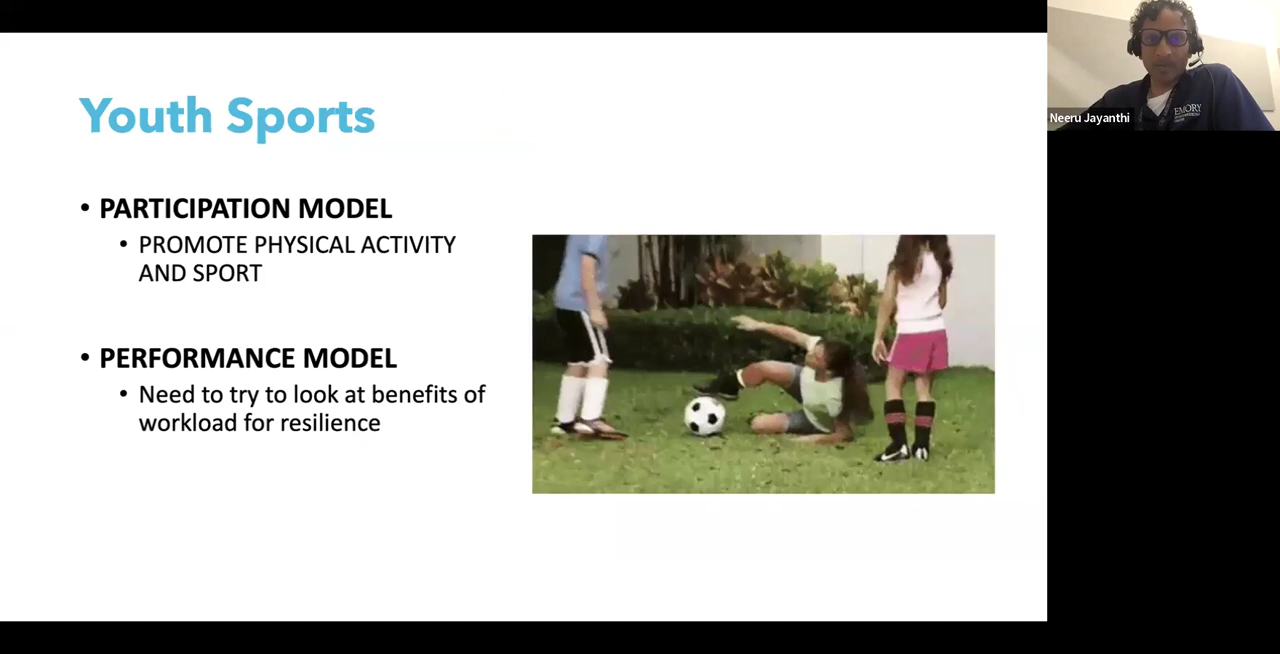 Youth Sports
• PARTICIPATION MODEL
• PROMOTE PHYSICAL ACTIVITY
AND SPORT
• PERFORMANCE MODEL
• Need to try to look at benefits of
workload for resilience
EMORY
Neeru Jayanthi